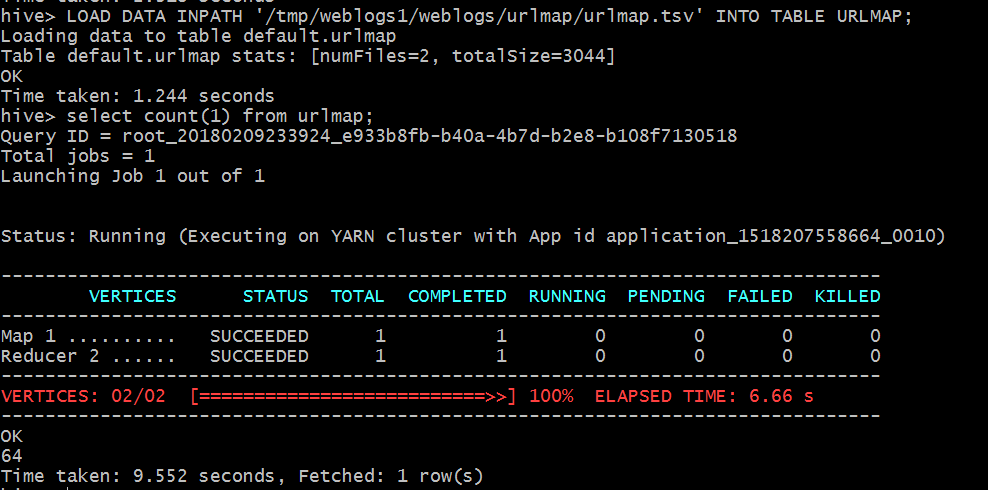 hive> LOAD DATA INPATH '/tmp/weblogs1/weblogs/urlmap/urlmap.tsv' INTO TABLE URLMAP;
Loading data to table default.urlmap
Table default.urlmap stats: [numFiles=2, totalSize=3044]
OK
Time taken: 1.244 seconds
hive> select count(1) from urlmap;
Query ID = root_20180209233924_e933b8fb-b40a-4b7d-b2e8-b108f7130518
Total jobs = 1
Launching Job 1 out of 1
Status: Running (Executing on YARN cluster with App id application_1518207558664_0010)
--------------------------------------------------------------------------------
        VERTICES      STATUS  TOTAL  COMPLETED  RUNNING  PENDING  FAILED  KILLED
--------------------------------------------------------------------------------
Map 1 ..........   SUCCEEDED      1          1        0        0       0       0
Reducer 2 ......   SUCCEEDED      1          1        0        0       0       0
--------------------------------------------------------------------------------
VERTICES: 02/02  [==========================>>] 100%  ELAPSED TIME: 6.66 s
--------------------------------------------------------------------------------
OK
64
Time taken: 9.552 seconds, Fetched: 1 row(s)